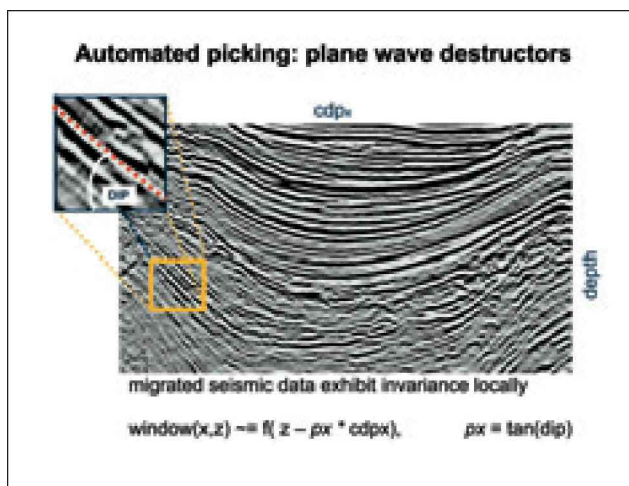 Automated picking: plane wave destructors
cdpx
DIP
depth
migrated seismic data exhibit invariance locally
window(x,z) ~= f( z – px * cdpx), px = tan(dip)